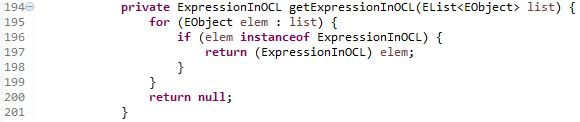 194 private ExpressionInOCL getExpressionInOCL(EList<EObject> list) {
195 for (EObject elem : list) {
196 if (elem instanceof ExpressionInOCL) {
197 return (ExpressionInOCL) elem;
198 }
199 }
200 return null;
201 }